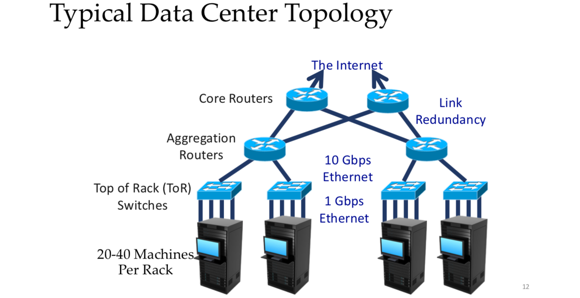 Typical Data Center Topology
The Internet
Core Routers
Link
Redundancy
Aggregation
Routers
10 Gbps
Ethernet
Top of Rack (ToR)
Switches
1 Gbps
Ethernet
20-40 Machines
Per Rack
12